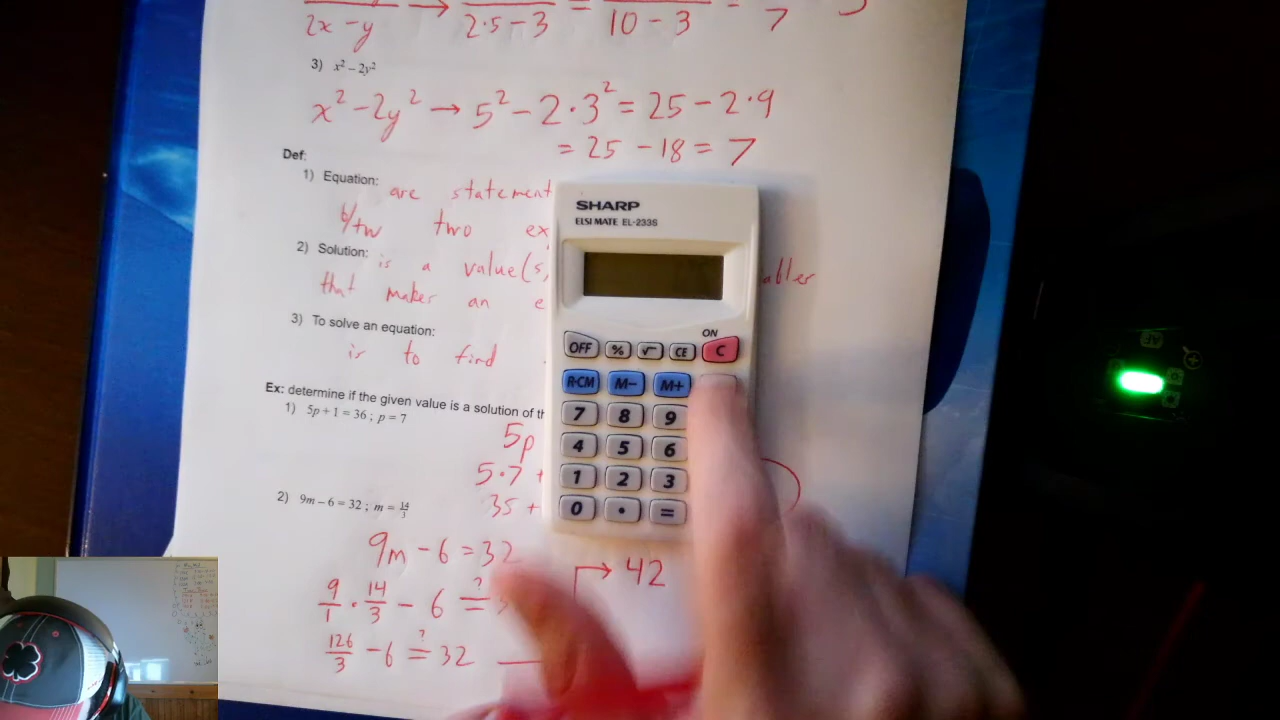 2x - y → 2·5 - 3 = 10 - 3 = 7
3) x² - 2y²
x² - 2y² → 5² - 2·3² = 25 - 2·9
= 25 - 18 = 7
Def:
1) Equation: are statement
b/tw two ex
2) Solution: is a value(s,
that makes an e
3) To solve an equation:
is to find
Ex: determine if the given value is a solution of th
1) 5p + 1 = 36 ; p = 7
5p
5·7 +
35 +
2) 9m - 6 = 32 ; m = 14/3
9m - 6 = 32
9/1 · 14/3 - 6 ?=
126/3 - 6 ?= 32
→ 42
SHARP
ELSI MATE EL-233S
ON
OFF % √ CE C
R·CM M- M+
7 8 9
4 5 6
1 2 3
0 · =
AF